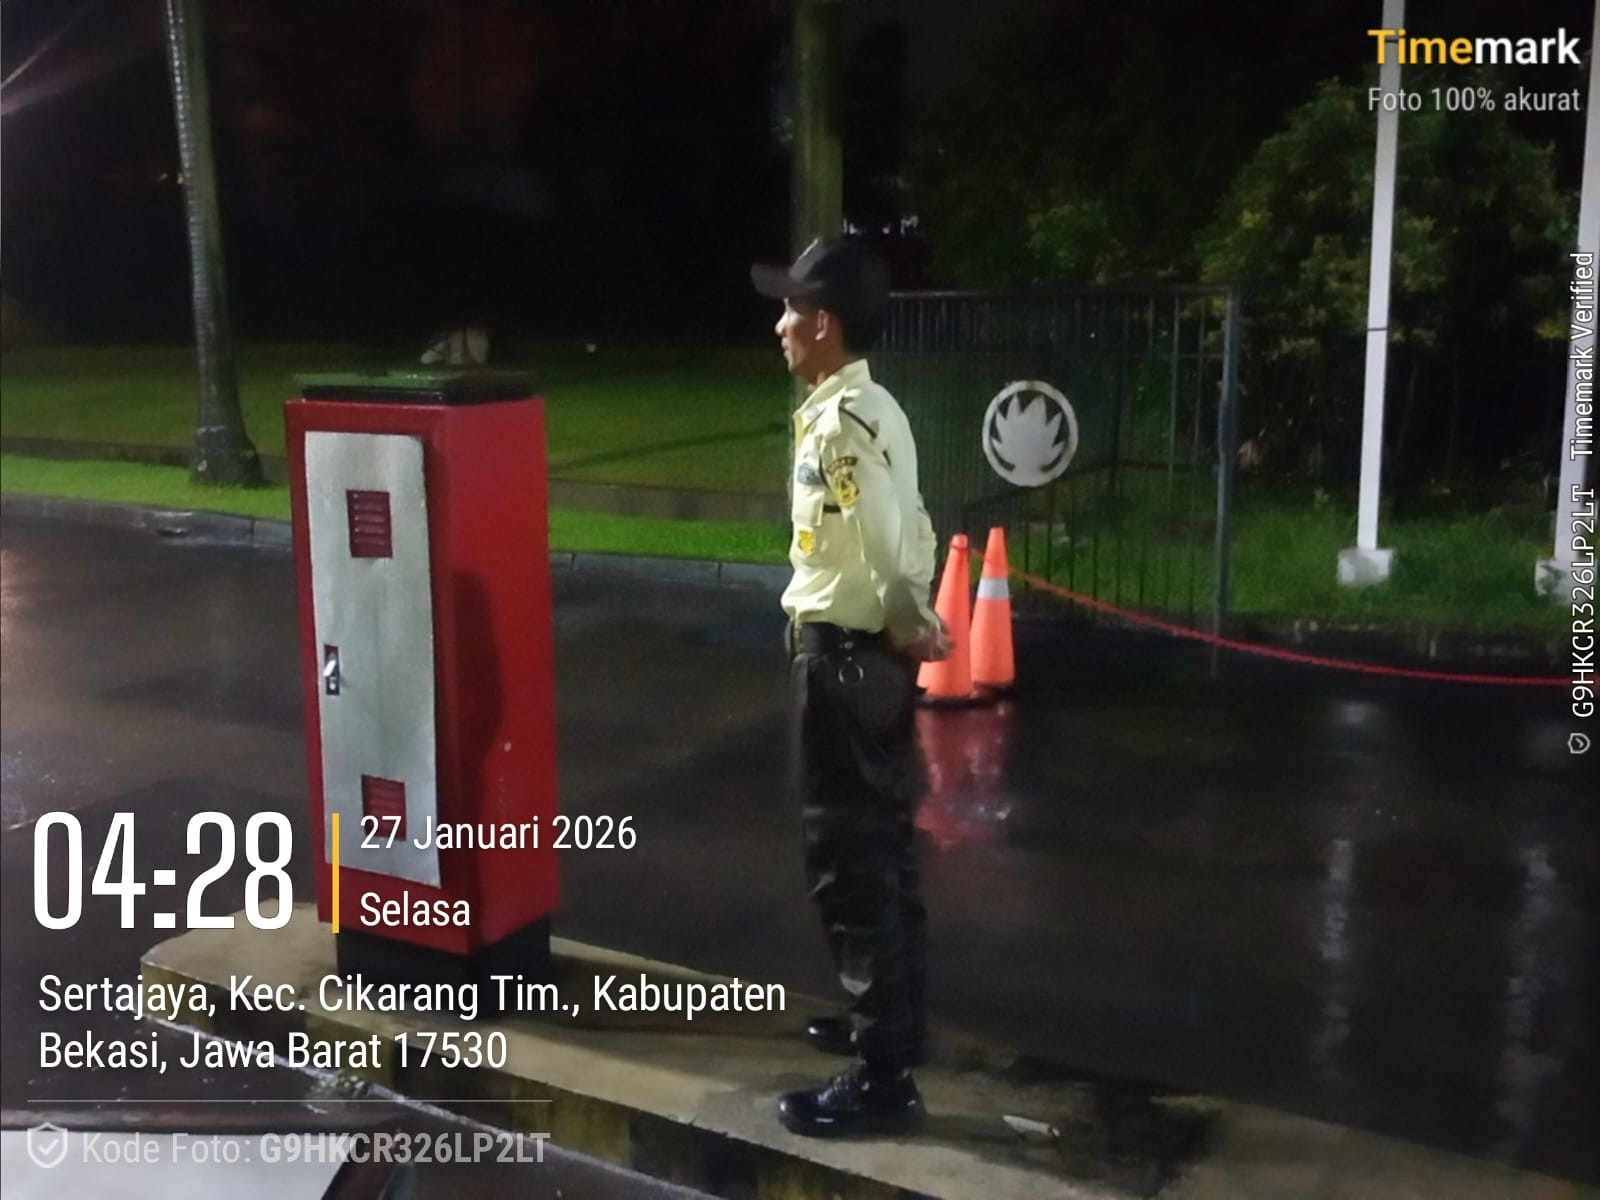 Timemark
Foto 100% akurat
G9HKCR326LP2LT Timemark Verified
04:28
27 Januari 2026
Selasa
Sertajaya, Kec. Cikarang Tim., Kabupaten
Bekasi, Jawa Barat 17530
Kode Foto: G9HKCR326LP2LT